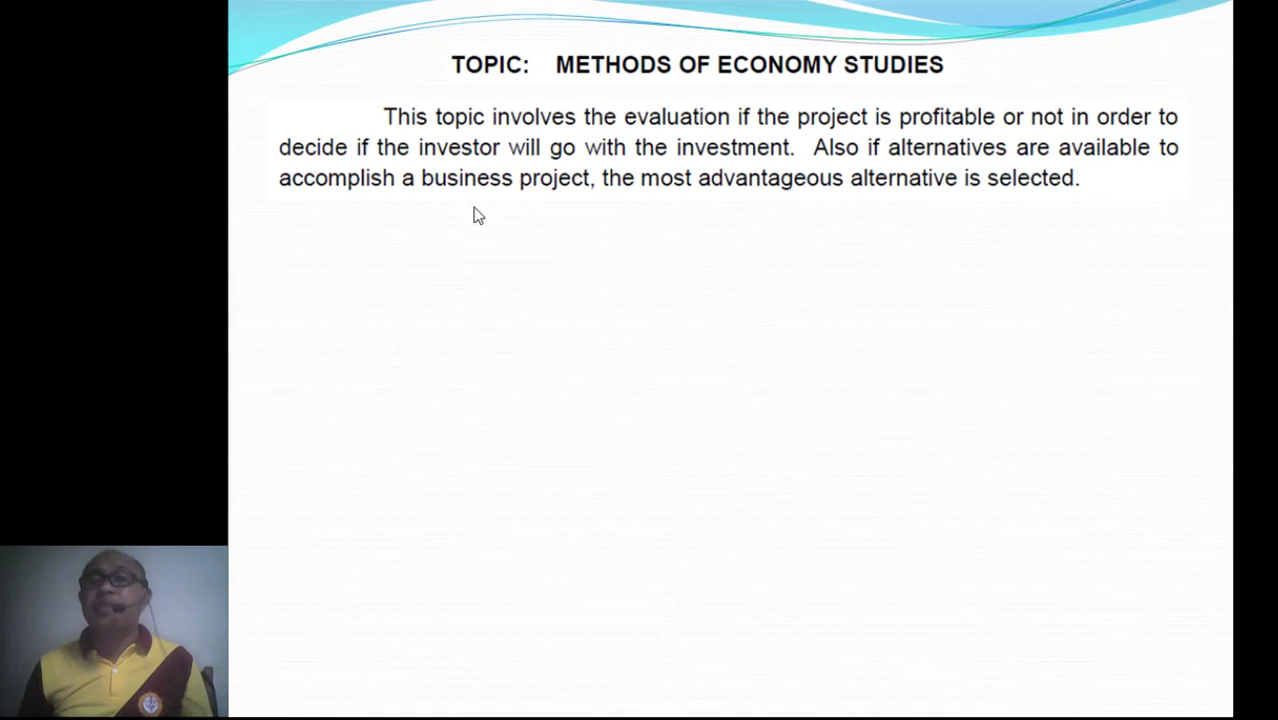 TOPIC: METHODS OF ECONOMY STUDIES
This topic involves the evaluation if the project is profitable or not in order to
decide if the investor will go with the investment. Also if alternatives are available to
accomplish a business project, the most advantageous alternative is selected.